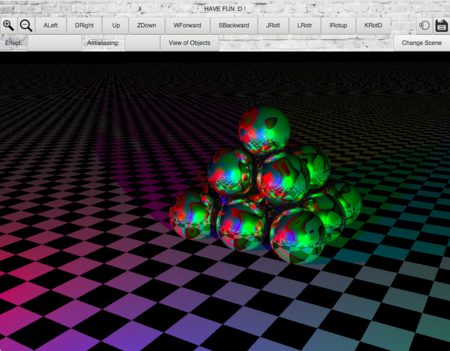 HAVE FUN :D !
ALeft DRight Up ZDown WForward SBackward JRotl LRotr IRotup KRotD
Effect: Antialiasing: View of Objects Change Scene